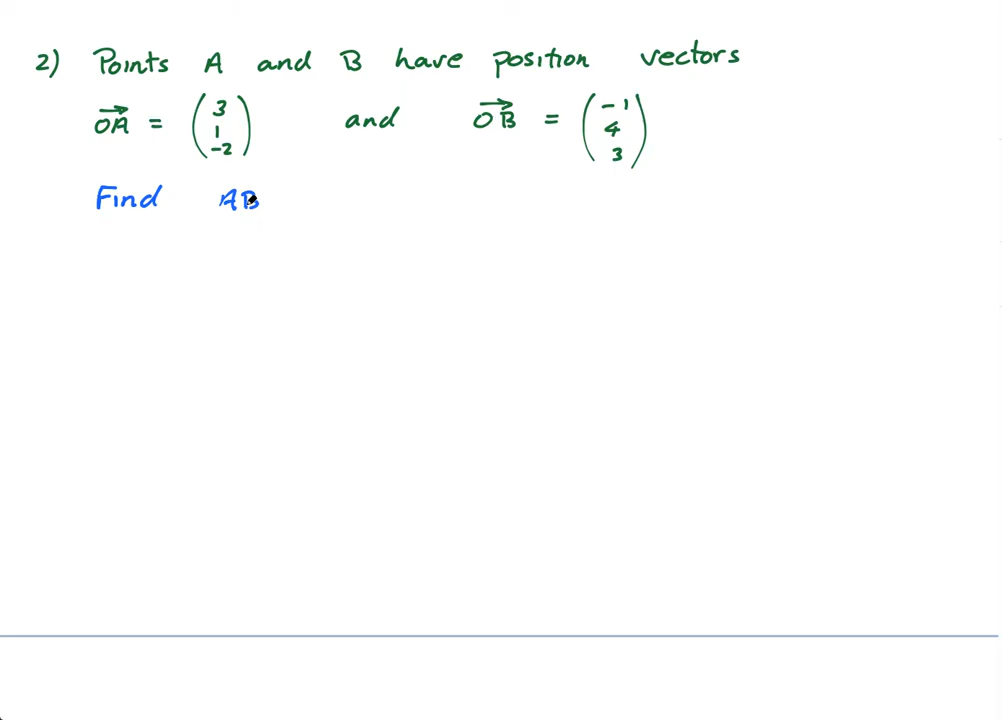 2) Points A and B have position vectors
OA = (3 1 -2) and OB = (-1 4 3)
Find AB